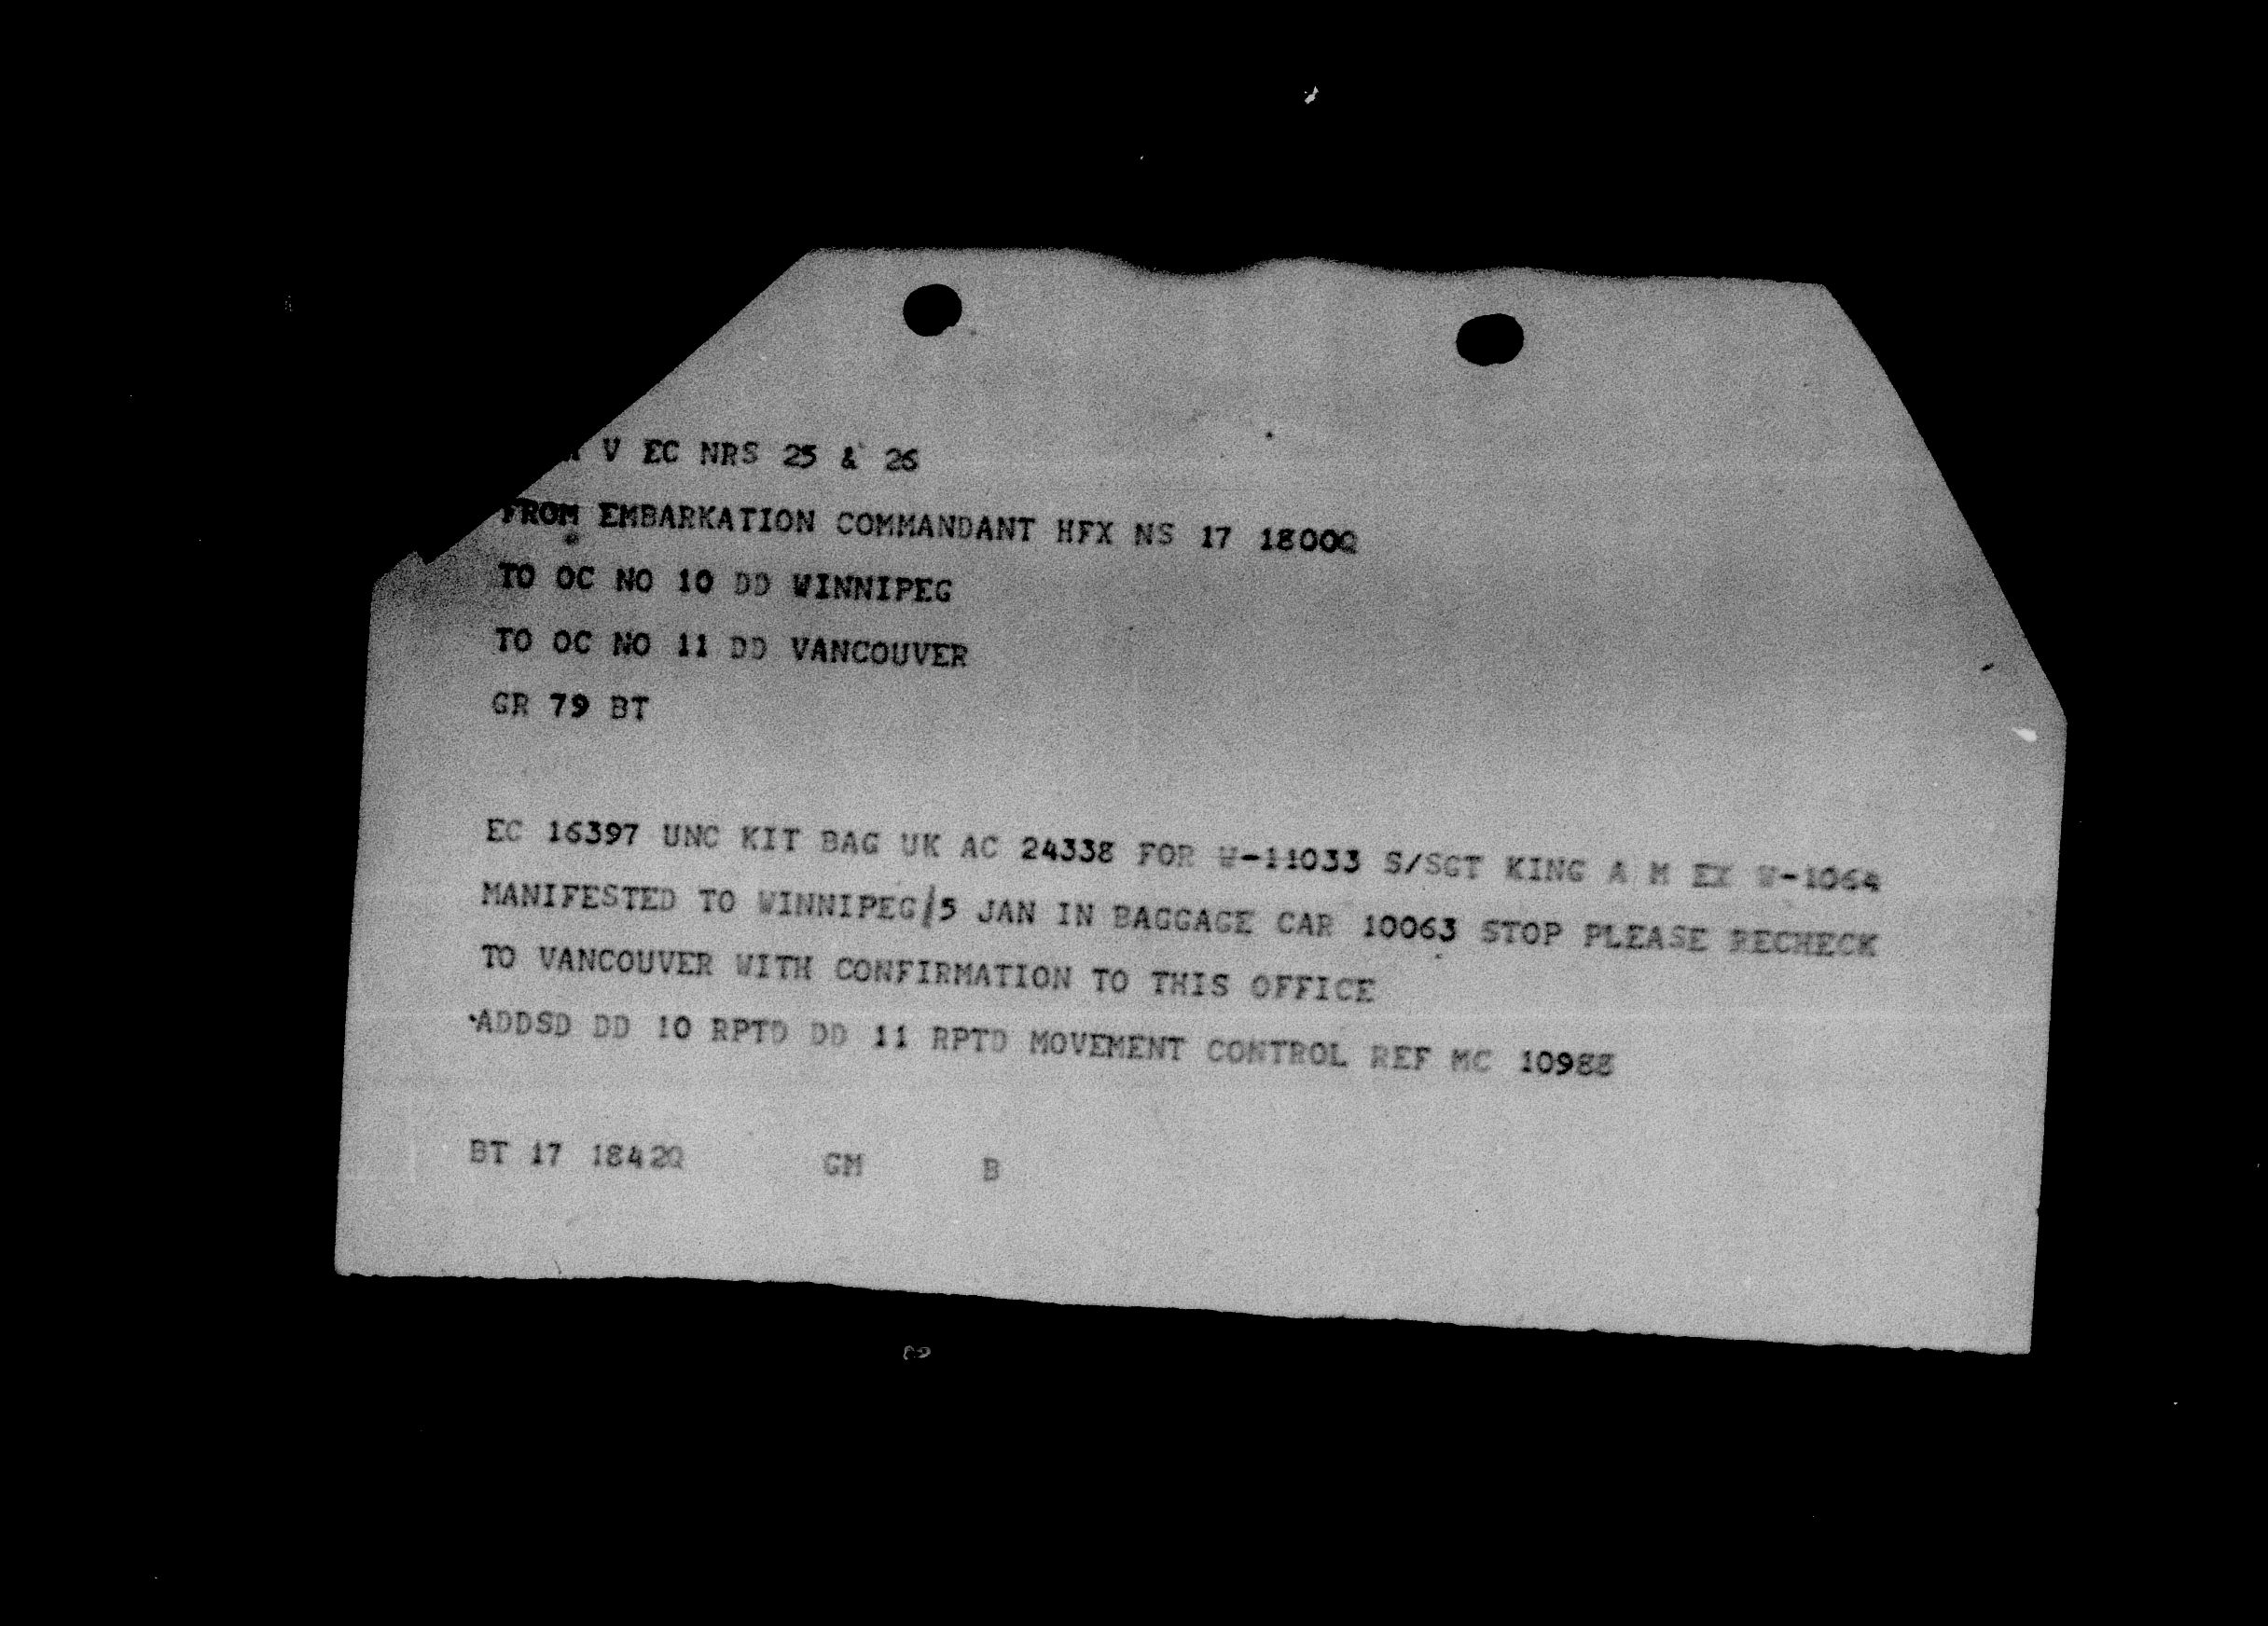 V EC NRS 25 & 26
FROM EMBARKATION COMMANDANT HFX NS 17 1800Q
TO OC NO 10 DD WINNIPEG
TO OC NO 11 DD VANCOUVER
GR 79 BT
EC 16397 UNC KIT BAG UK AC 24338 FOR W-11033 S/SGT KING A M EX W-1064
MANIFESTED TO WINNIPEG/5 JAN IN BAGGAGE CAR 10063 STOP PLEASE RECHECK
TO VANCOUVER WITH CONFIRMATION TO THIS OFFICE
ADDSD DD 10 RPTD DD 11 RPTD MOVEMENT CONTROL REF MC 10988
BT 17 1842Q GM B